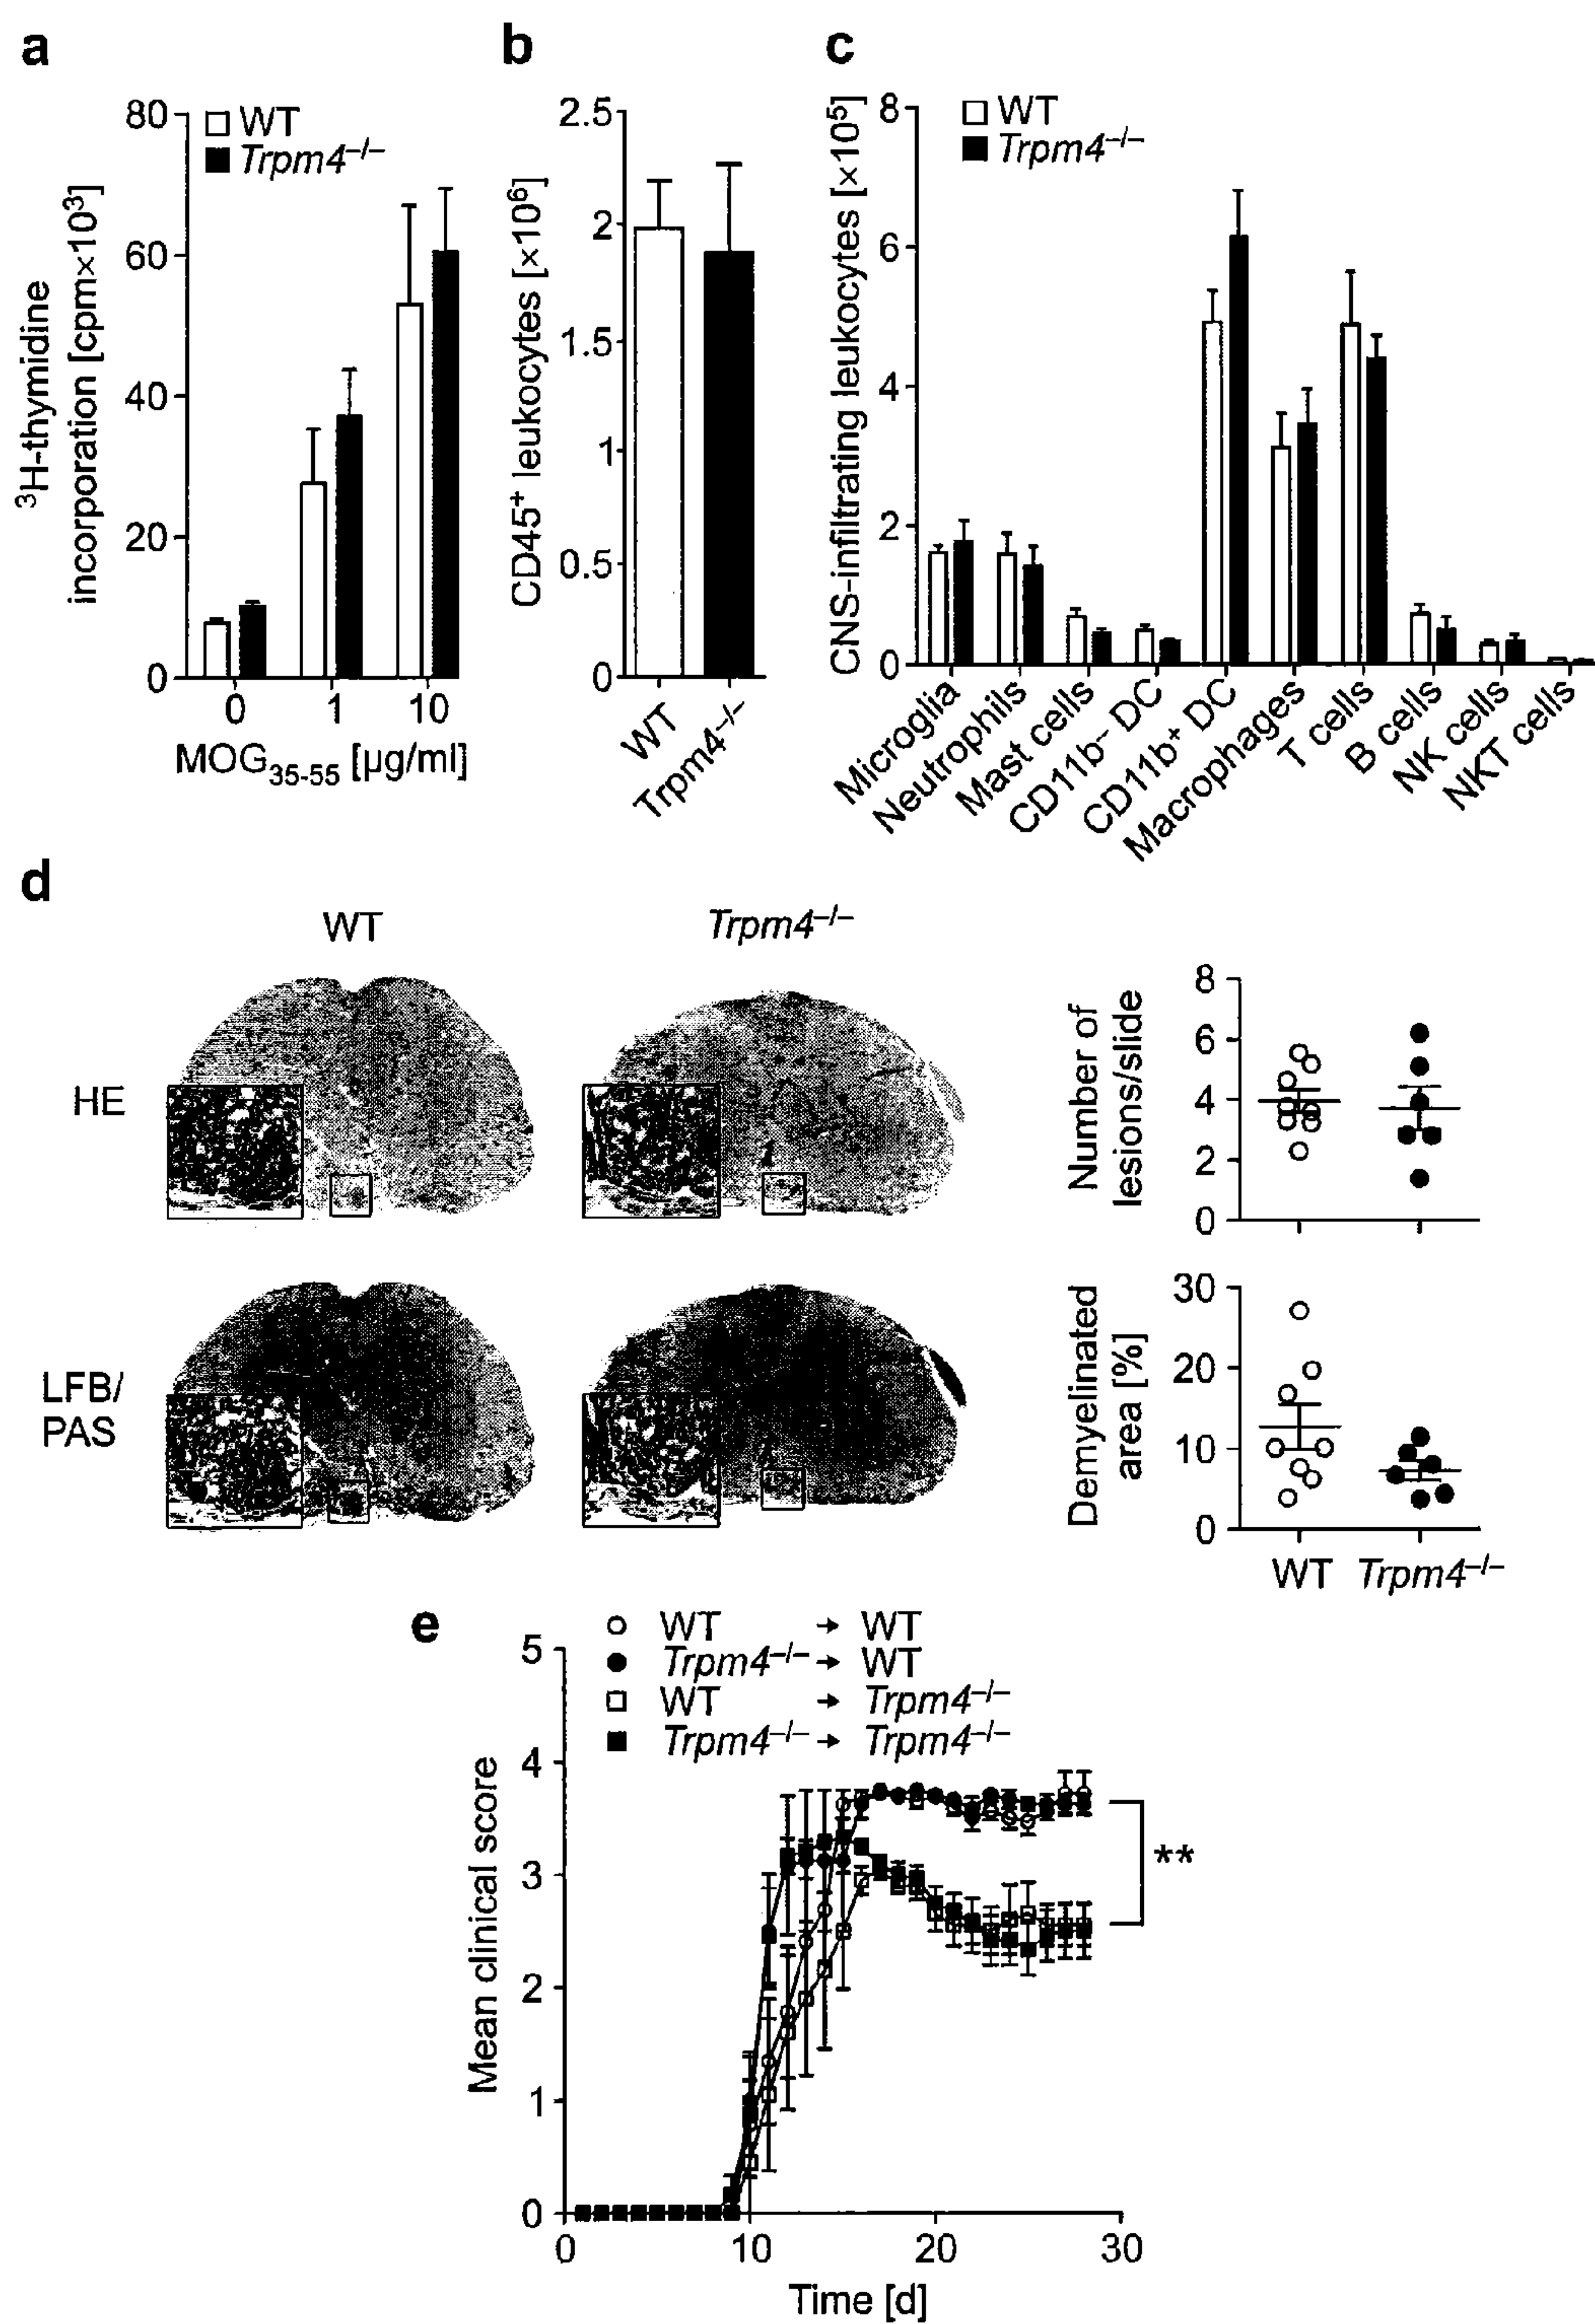 a
80
60
40
20
0
³H-thymidine
incorporation [cpm×10³]
WT
Trpm4⁻/⁻
0 1 10
MOG₃₅₋₅₅ [µg/ml]
b
2.5
2
1.5
1
0.5
0
CD45⁺ leukocytes [×10⁶]
WT
Trpm4⁻/⁻
c
8
6
4
2
0
CNS-infiltrating leukocytes [×10⁵]
WT
Trpm4⁻/⁻
Microglia
Neutrophils
Mast cells
CD11b⁻ DC
CD11b⁺ DC
Macrophages
T cells
B cells
NK cells
NKT cells
d
WT Trpm4⁻/⁻
HE
LFB/
PAS
Number of
lesions/slide
8
6
4
2
0
Demyelinated
area [%]
30
20
10
0
WT Trpm4⁻/⁻
e
WT → WT
Trpm4⁻/⁻ → WT
WT → Trpm4⁻/⁻
Trpm4⁻/⁻ → Trpm4⁻/⁻
5
4
3
2
1
0
Mean clinical score
**
0 10 20 30
Time [d]